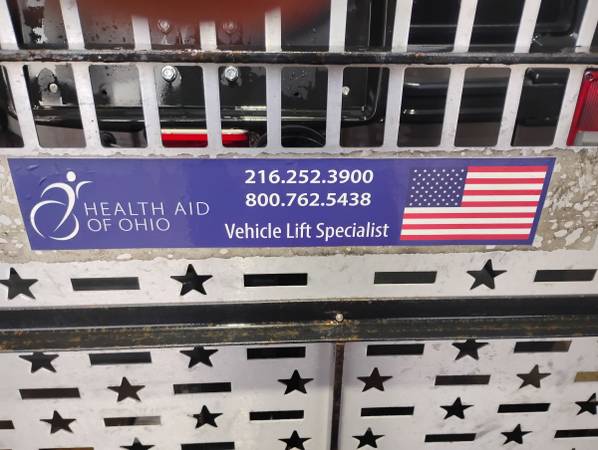 HEALTH AID
OF OHIO
216.252.3900
800.762.5438
Vehicle Lift Specialist